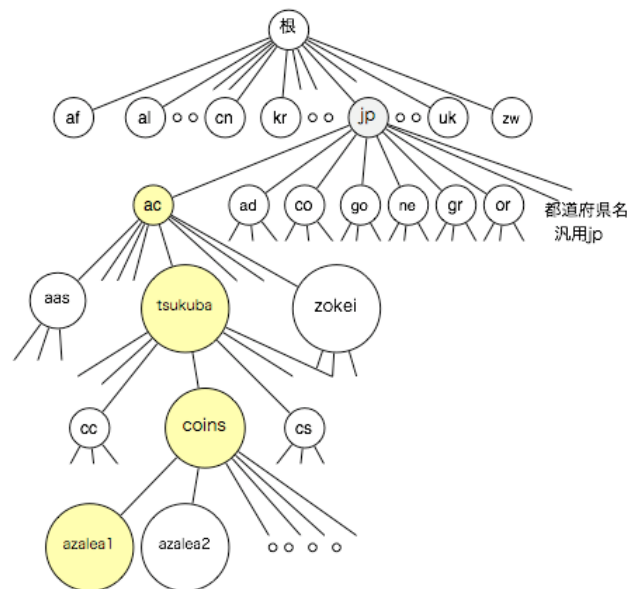 根
af
al
cn
kr
jp
uk
zw
ac
ad
co
go
ne
gr
or
都道府県名
汎用jp
aas
tsukuba
zokei
cc
coins
cs
azalea1
azalea2